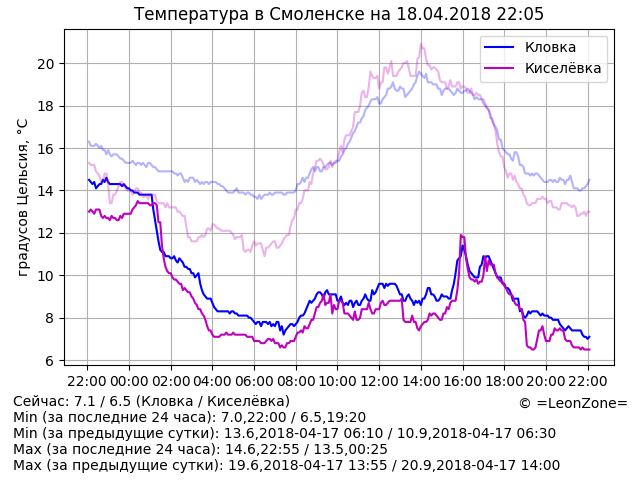 Температура в Смоленске на 18.04.2018 22:05
Кловка
Киселёвка
градусов Цельсия, °C
20
18
16
14
12
10
8
6
22:00 00:00 02:00 04:00 06:00 08:00 10:00 12:00 14:00 16:00 18:00 20:00 22:00
Сейчас: 7.1 / 6.5 (Кловка / Киселёвка)
© =LeonZone=
Min (за последние 24 часа): 7.0,22:00 / 6.5,19:20
Min (за предыдущие сутки): 13.6,2018-04-17 06:10 / 10.9,2018-04-17 06:30
Max (за последние 24 часа): 14.6,22:55 / 13.5,00:25
Max (за предыдущие сутки): 19.6,2018-04-17 13:55 / 20.9,2018-04-17 14:00